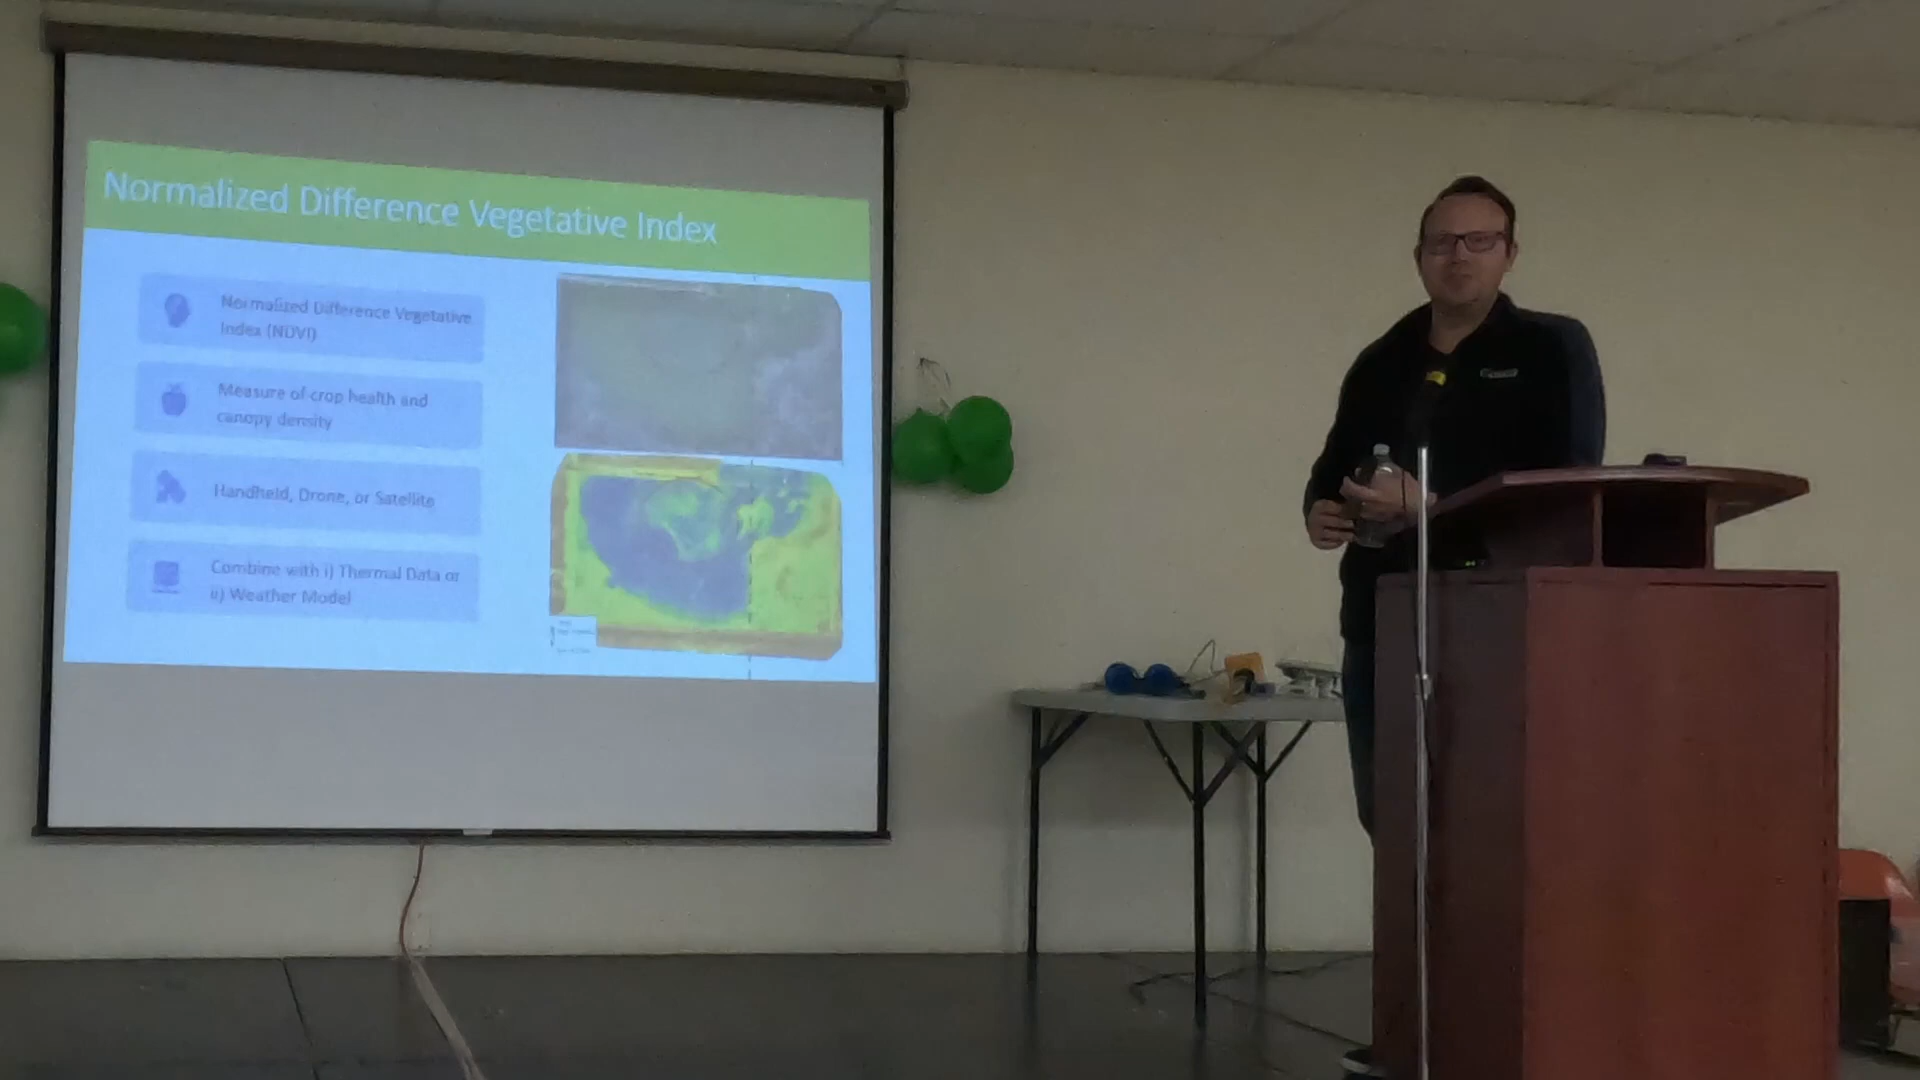 Normalized Difference Vegetative Index
Normalized Difference Vegetative
Index (NDVI)
Measure of crop health and
canopy density
Handheld, Drone, or Satellite
Combine with i) Thermal Data or
ii) Weather Model